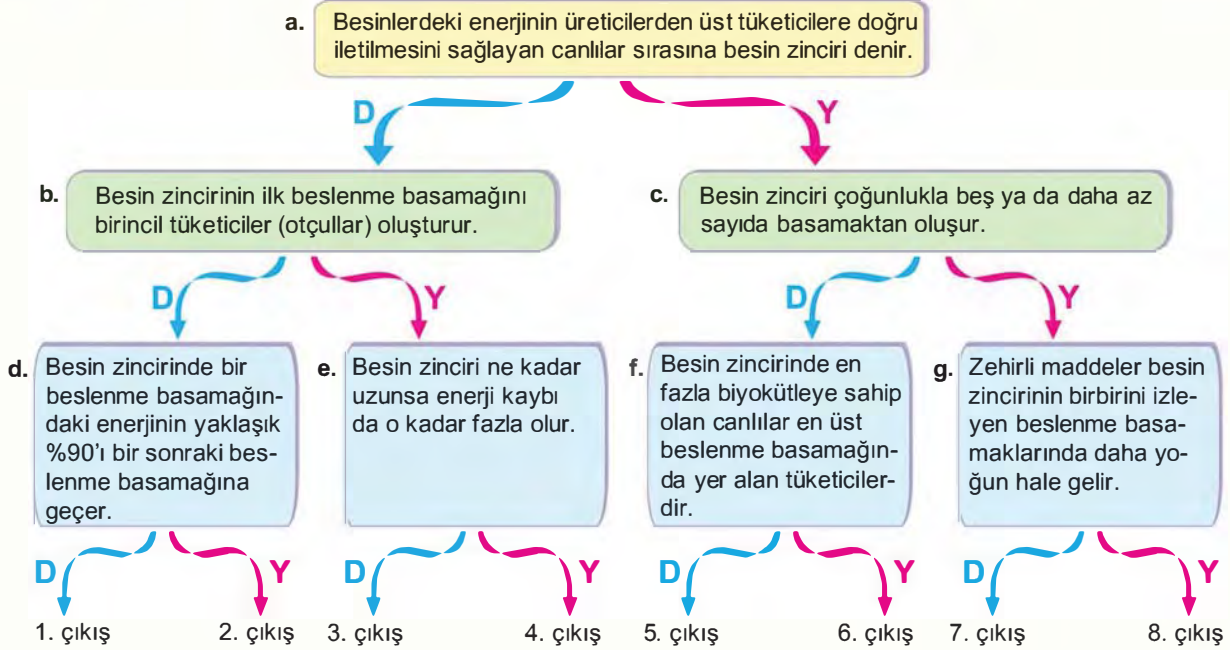 a. Besinlerdeki enerjinin üreticilerden üst tüketicilere doğru
iletilmesini sağlayan canlılar sırasına besin zinciri denir.
D
Y
b. Besin zincirinin ilk beslenme basamağını
birincil tüketiciler (otçullar) oluşturur.
c. Besin zinciri çoğunlukla beş ya da daha az
sayıda basamaktan oluşur.
D
Y
D
Y
d. Besin zincirinde bir
beslenme basamağın-
daki enerjinin yaklaşık
%90'ı bir sonraki bes-
lenme basamağına
geçer.
e. Besin zinciri ne kadar
uzunsa enerji kaybı
da o kadar fazla olur.
f. Besin zincirinde en
fazla biyokütleye sahip
olan canlılar en üst
beslenme basamağın-
da yer alan tüketiciler-
dir.
g. Zehirli maddeler besin
zincirinin birbirini izle-
yen beslenme basa-
maklarında daha yo-
ğun hale gelir.
D
Y
D
Y
D
Y
D
Y
1. çıkış
2. çıkış
3. çıkış
4. çıkış
5. çıkış
6. çıkış
7. çıkış
8. çıkış